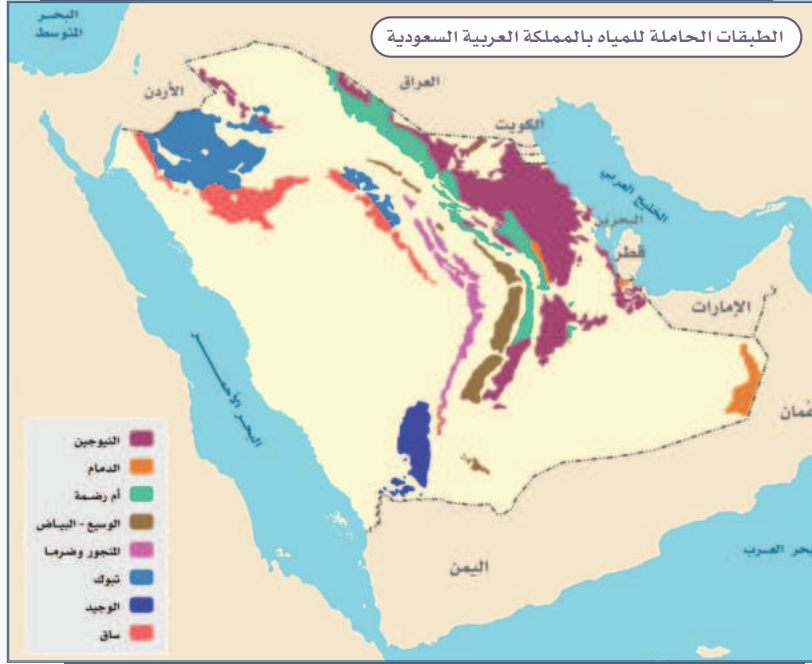 الطبقات الحاملة للمياه بالمملكة العربية السعودية
البحر
المتوسط
الأردن
العراق
الكويت
الخليج العربي
البحرين
قطر
الإمارات
عُمان
البحر الأحمر
اليمن
بحر العرب
النيوجين
الدمام
أم رضمة
الوسيع - البياض
المنجور وضرما
تبوك
الوجيد
ساق